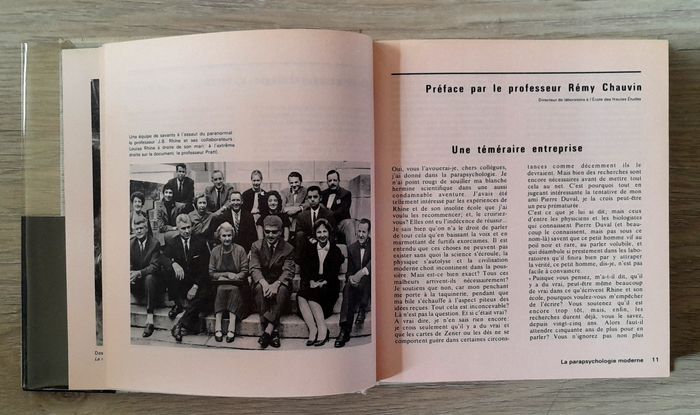 Une équipe de savants à l'assaut du paranormal:
le professeur J.B. Rhine et ses collaborateurs
Louisa Rhine à droite de son mari: à l'extrême
droite sur le document, le professeur Pratt).
Des
Le
Préface par le professeur Rémy Chauvin
Directeur de laboratoire à l'École des Hautes Études
Une téméraire entreprise
Oui, vous l'avouerai-je, chers collègues,
j'ai donné dans la parapsychologie. Je
n'ai point rougi de souiller ma blanche
hermine scientifique dans une aussi
condamnable aventure. J'avais été
tellement intéressé par les expériences de
Rhine et de son insolite école que j'ai
voulu les recommencer; et, le croiriez-
vous? Elles ont eu l'indécence de réussir...
Je sais bien qu'on n'a le droit de parler
de tout cela qu'en baissant la voix et en
marmottant de furtifs exorcismes. Il est
entendu que ces choses ne peuvent pas
exister sans quoi la science s'écroule, la
physique s'autolyse et la civilisation
moderne choit incontinent dans la pous-
sière. Mais est-ce bien exact? Tous ces
malheurs arrivent-ils nécessairement?
Je soutiens que non, car mon penchant
me porte à la taquinerie, pendant que
ma bile s'échauffe à l'aspect piteux des
idées reçues. Tout cela est inconcevable?
Là n'est pas la question. Et si c'était vrai?
A vrai dire, je n'en sais rien encore
je crois seulement qu'il y a du vrai et
que les cartes de Zener ou les dés ne se
comportent guère dans certaines circons-
tances comme décemment ils le
devraient. Mais bien des recherches sont
encore nécessaires avant de mettre tout
cela au net. C'est pourquoi tout en
jugeant intéressante la tentative de mon
ami Pierre Duval, je la crois peut-être
un peu prématurée.
C'est ce que je lui ai dit; mais ceux
d'entre les physiciens et les biologistes
qui connaissent Pierre Duval (et beau-
coup le connaissent, mais pas sous ce
nom-là) savent que ce petit homme vif au
poil noir et rare, au parler volubile, et
qui déambule si prestement dans les labo-
ratoires qu'il finira bien par y attraper
la vérité, ce petit homme, dis-je, n'est pas
facile à convaincre.
« Puisque vous pensez, m'a-t-il dit, qu'il
y a du vrai, peut-être même beaucoup
de vrai dans ce qu'écrivent Rhine et son
école, pourquoi voulez-vous m'empêcher
de l'écrire? Vous soutenez qu'il est
encore trop tôt, mais, enfin, les
recherches durent déjà, vous le savez,
depuis vingt-cinq ans. Alors faut-il
attendre cinquante ans de plus pour en
parler? Vous n'ignorez pas non plus
La parapsychologie moderne 11